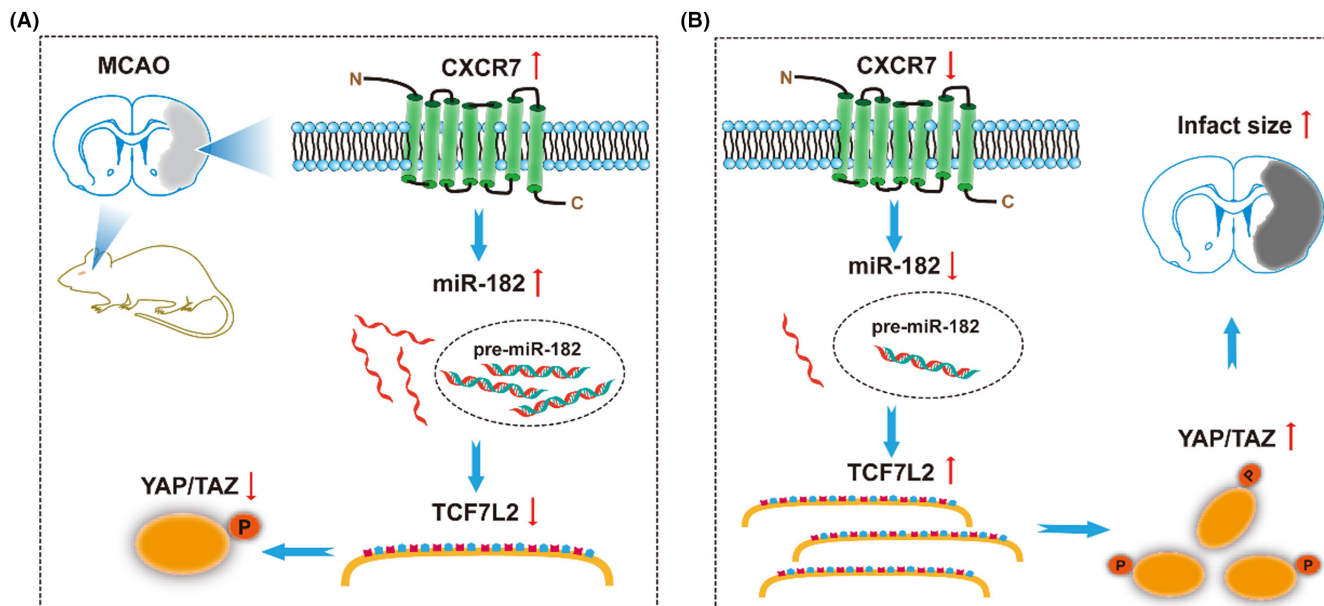 (A)
MCAO
CXCR7 ↑
N
C
miR-182 ↑
pre-miR-182
TCF7L2 ↓
YAP/TAZ ↓
P
(B)
CXCR7 ↓
N
C
miR-182 ↓
pre-miR-182
TCF7L2 ↑
YAP/TAZ ↑
P
P
P
Infact size ↑